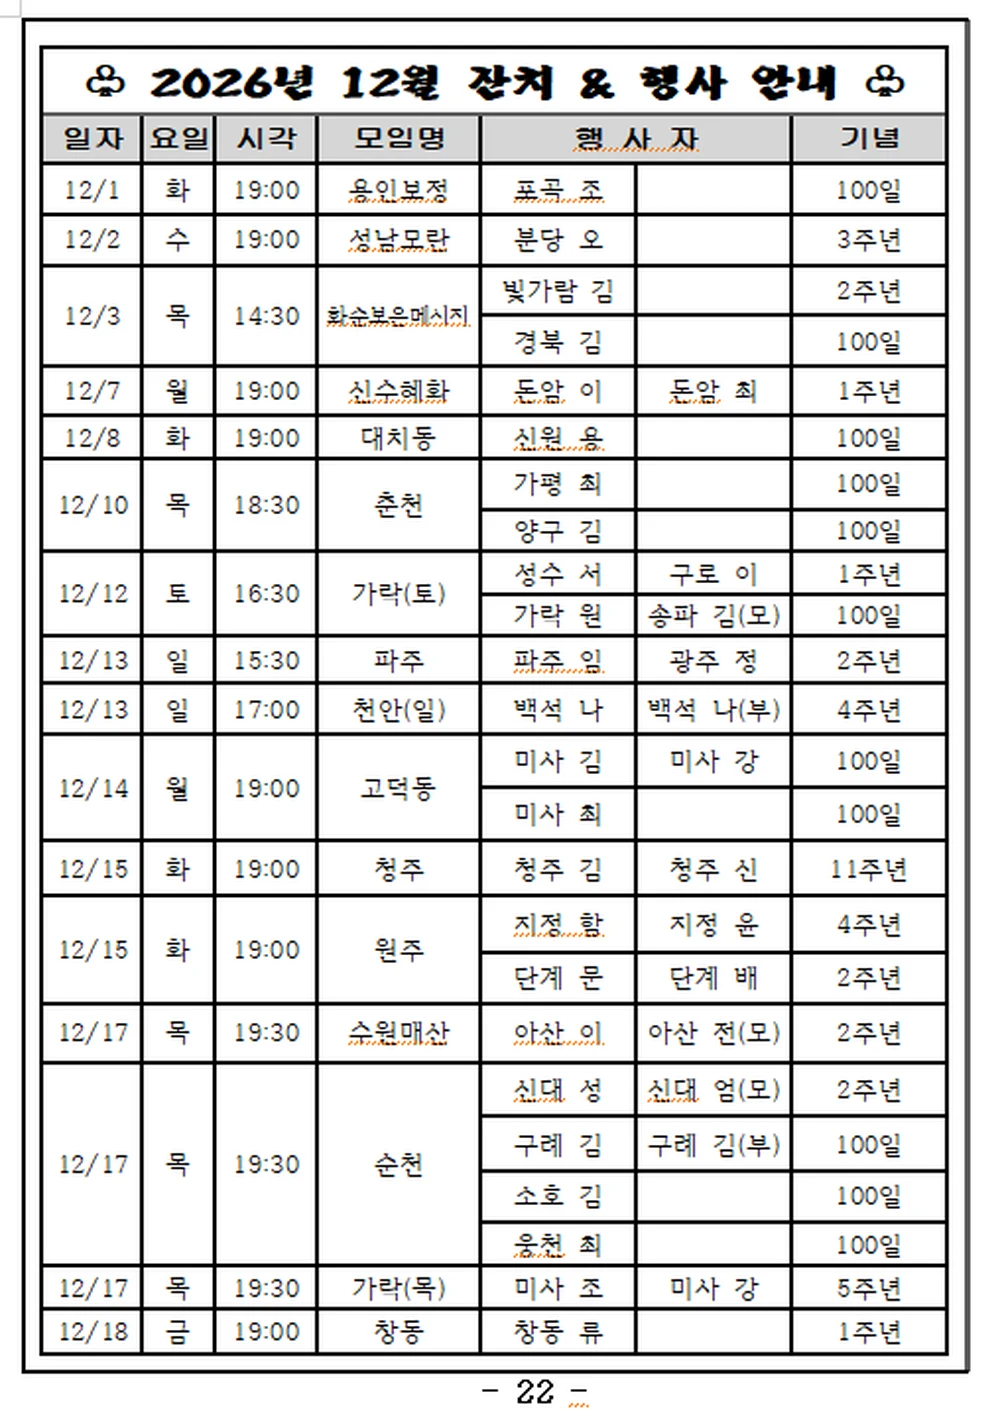 ♧ 2026년 12월 잔치 & 행사 안내 ♧
일자 요일 시각 모임명 행 사 자 기념
12/1 화 19:00 용인보정 포곡 조 100일
12/2 수 19:00 성남모란 분당 오 3주년
12/3 목 14:30 화순보은메시지 빛가람 김 2주년
경북 김 100일
12/7 월 19:00 신수혜화 돈암 이 돈암 최 1주년
12/8 화 19:00 대치동 신원 용 100일
12/10 목 18:30 춘천 가평 최 100일
양구 김 100일
12/12 토 16:30 가락(토) 성수 서 구로 이 1주년
가락 원 송파 김(모) 100일
12/13 일 15:30 파주 파주 임 광주 정 2주년
12/13 일 17:00 천안(일) 백석 나 백석 나(부) 4주년
12/14 월 19:00 고덕동 미사 김 미사 강 100일
미사 최 100일
12/15 화 19:00 청주 청주 김 청주 신 11주년
12/15 화 19:00 원주 지정 함 지정 윤 4주년
단계 문 단계 배 2주년
12/17 목 19:30 수원매산 아산 이 아산 전(모) 2주년
12/17 목 19:30 순천 신대 성 신대 엄(모) 2주년
구례 김 구례 김(부) 100일
소호 김 100일
웅천 최 100일
12/17 목 19:30 가락(목) 미사 조 미사 강 5주년
12/18 금 19:00 창동 창동 류 1주년
- 22 -